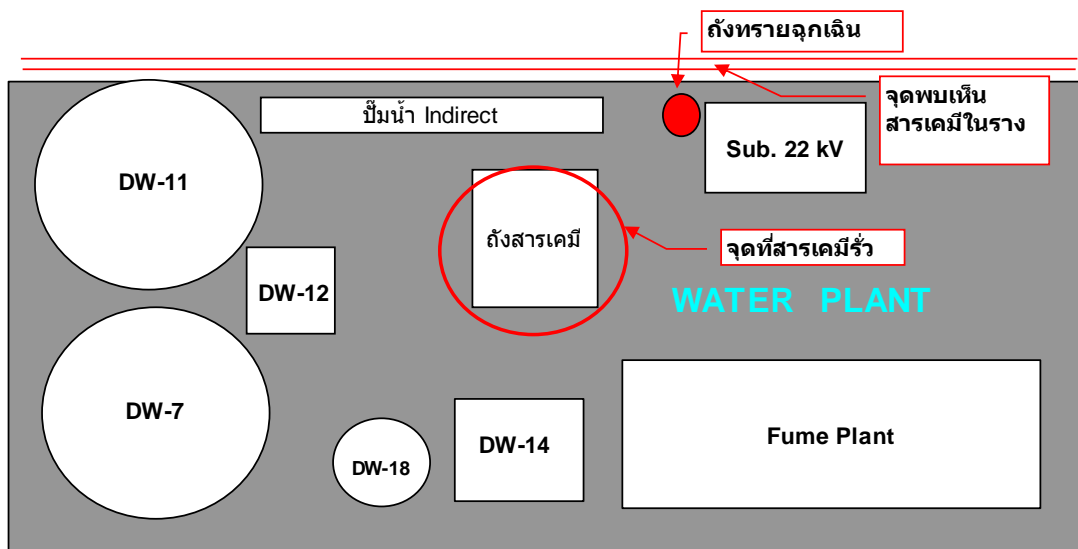 ถังทรายฉุกเฉิน
จุดพบเห็น
สารเคมีในราง
ปั๊มน้ำ Indirect
Sub. 22 kV
DW-11
ถังสารเคมี
จุดที่สารเคมีรั่ว
DW-12
WATER PLANT
DW-7
DW-18
DW-14
Fume Plant